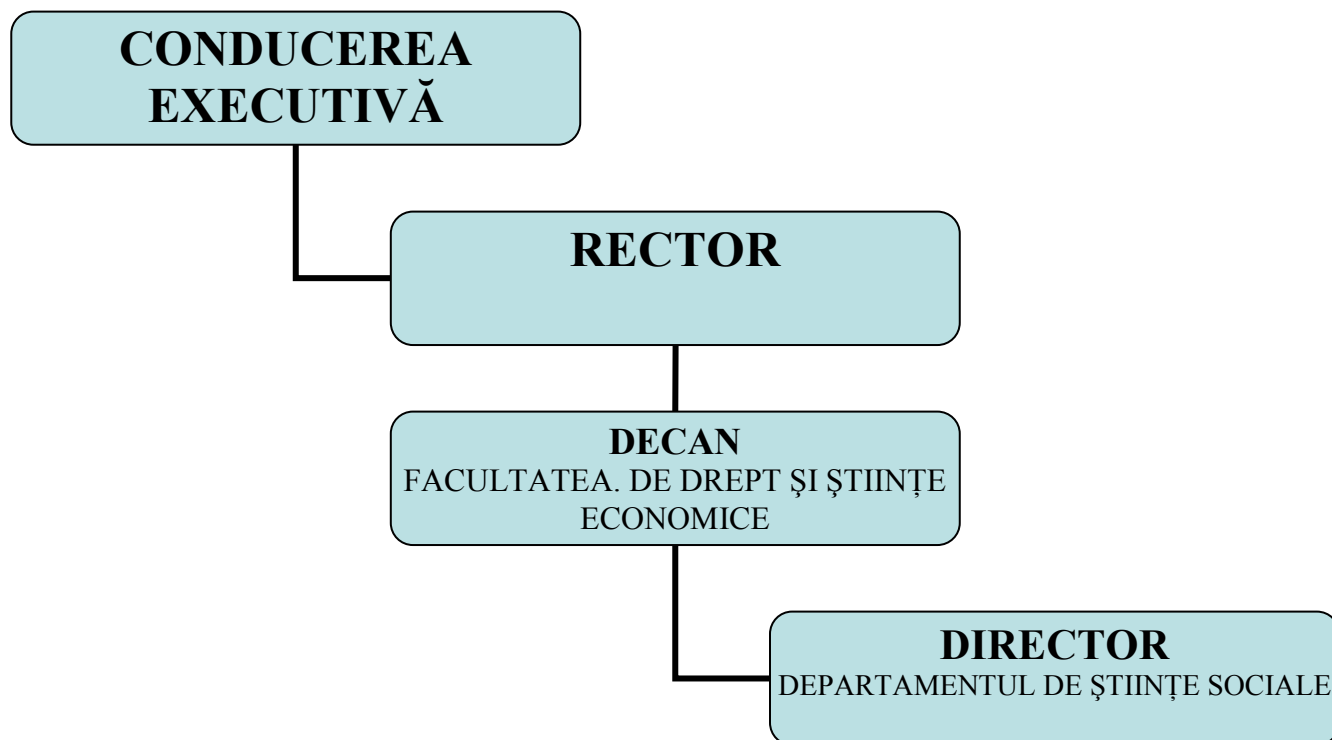 CONDUCEREA
EXECUTIVĂ
RECTOR
DECAN
FACULTATEA. DE DREPT ŞI ŞTIINȚE
ECONOMICE
DIRECTOR
DEPARTAMENTUL DE ŞTIINȚE SOCIALE